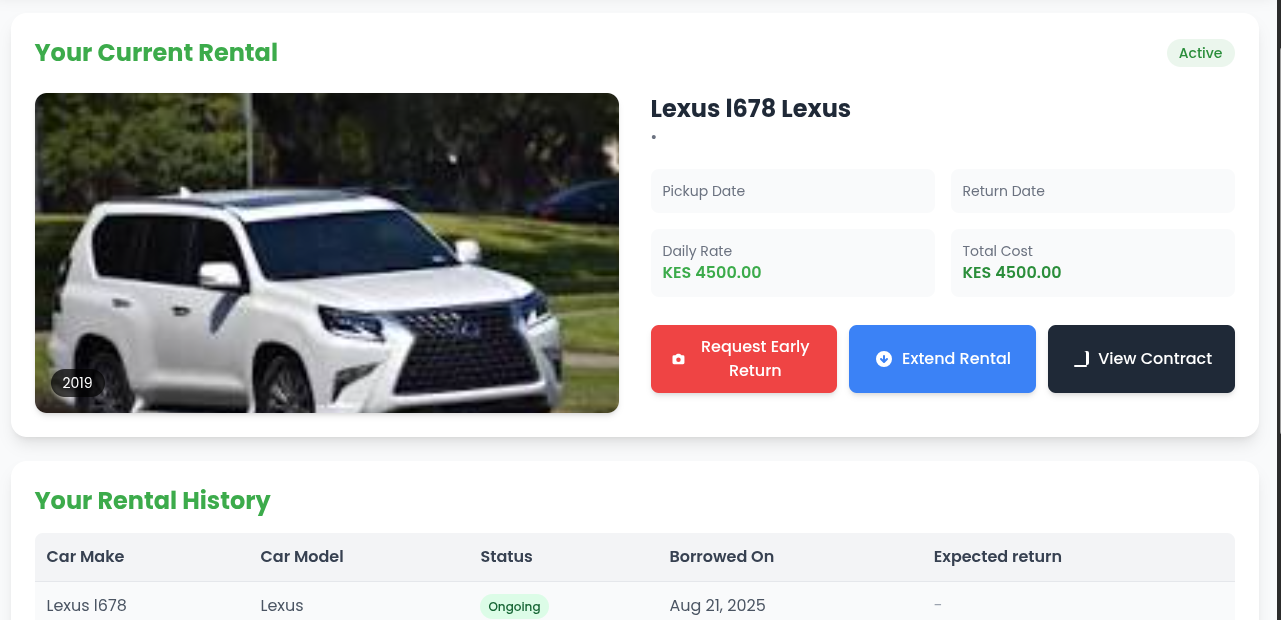 Your Current Rental
Active
2019
Lexus l678 Lexus
•
Pickup Date
Return Date
Daily Rate
KES 4500.00
Total Cost
KES 4500.00
Request Early
Return
Extend Rental
View Contract
Your Rental History
Car Make Car Model Status Borrowed On Expected return
Lexus l678 Lexus Ongoing Aug 21, 2025 -